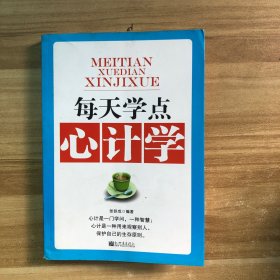 MEITIAN
XUEDIAN
XINJIXUE
每天学点
心计学
心计是一门学问，一种智慧；
心计是一种用来观察别人、
保护自己的生存原则。